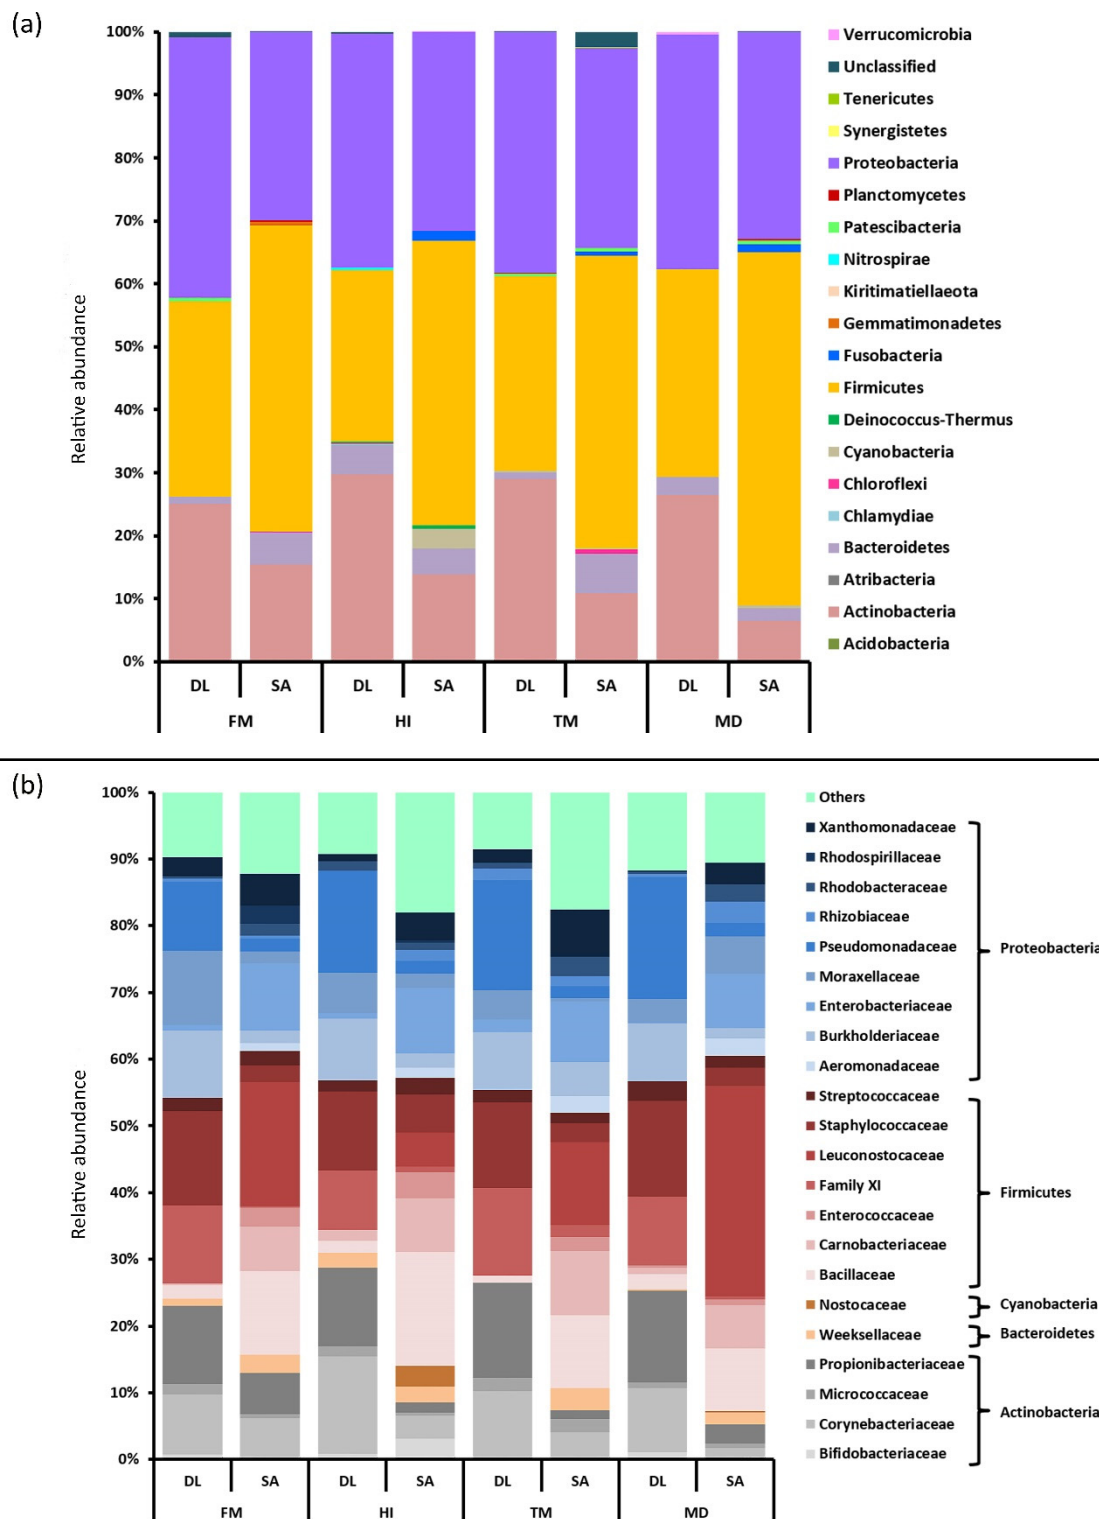 (a)
100%
90%
80%
70%
60%
50%
40%
30%
20%
10%
0%
Relative abundance
DL SA DL SA DL SA DL SA
FM HI TM MD
Verrucomicrobia
Unclassified
Tenericutes
Synergistetes
Proteobacteria
Planctomycetes
Patescibacteria
Nitrospirae
Kiritimatiellaeota
Gemmatimonadetes
Fusobacteria
Firmicutes
Deinococcus-Thermus
Cyanobacteria
Chloroflexi
Chlamydiae
Bacteroidetes
Atribacteria
Actinobacteria
Acidobacteria
(b)
100%
90%
80%
70%
60%
50%
40%
30%
20%
10%
0%
Relative abundance
DL SA DL SA DL SA DL SA
FM HI TM MD
Others
Xanthomonadaceae
Rhodospirillaceae
Rhodobacteraceae
Rhizobiaceae
Pseudomonadaceae
Moraxellaceae
Enterobacteriaceae
Burkholderiaceae
Aeromonadaceae
Streptococcaceae
Staphylococcaceae
Leuconostocaceae
Family XI
Enterococcaceae
Carnobacteriaceae
Bacillaceae
Nostocaceae
Weeksellaceae
Propionibacteriaceae
Micrococcaceae
Corynebacteriaceae
Bifidobacteriaceae
Proteobacteria
Firmicutes
Cyanobacteria
Bacteroidetes
Actinobacteria